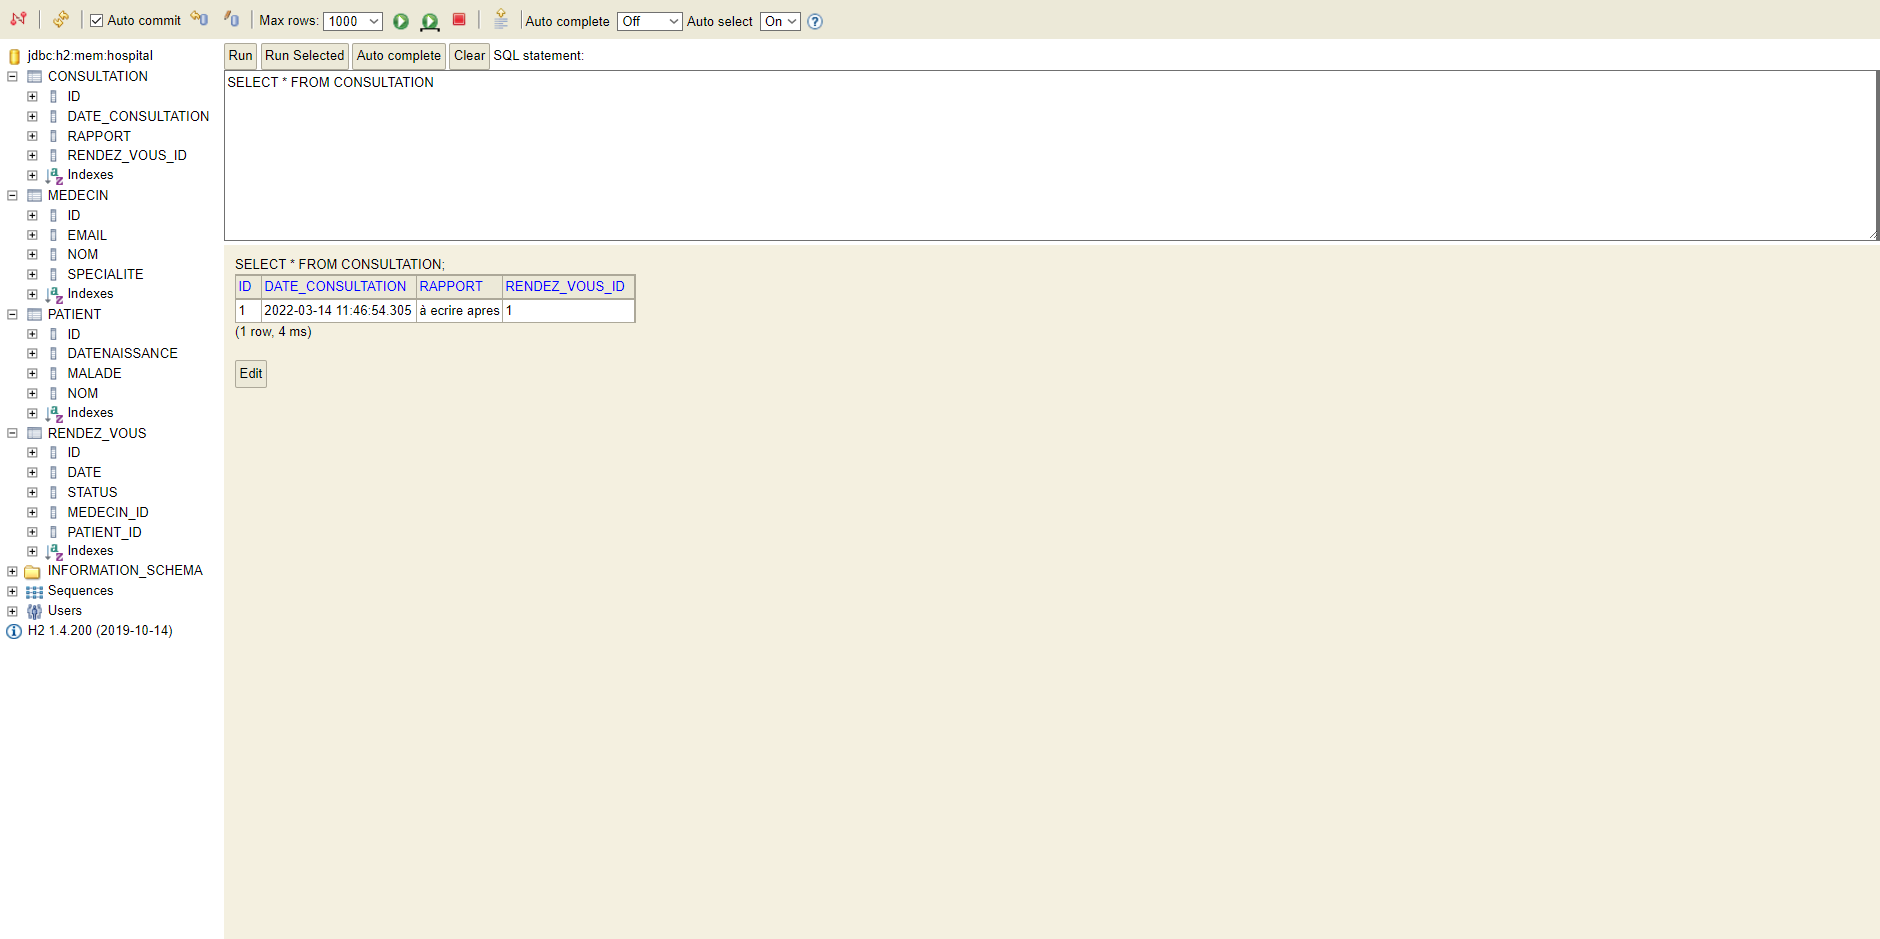 Auto commit Max rows: 1000 Auto complete Off Auto select On
jdbc:h2:mem:hospital
CONSULTATION
ID
DATE_CONSULTATION
RAPPORT
RENDEZ_VOUS_ID
Indexes
MEDECIN
ID
EMAIL
NOM
SPECIALITE
Indexes
PATIENT
ID
DATENAISSANCE
MALADE
NOM
Indexes
RENDEZ_VOUS
ID
DATE
STATUS
MEDECIN_ID
PATIENT_ID
Indexes
INFORMATION_SCHEMA
Sequences
Users
H2 1.4.200 (2019-10-14)
Run Run Selected Auto complete Clear SQL statement:
SELECT * FROM CONSULTATION
SELECT * FROM CONSULTATION;
ID DATE_CONSULTATION RAPPORT RENDEZ_VOUS_ID
1 2022-03-14 11:46:54.305 à ecrire apres 1
(1 row, 4 ms)
Edit